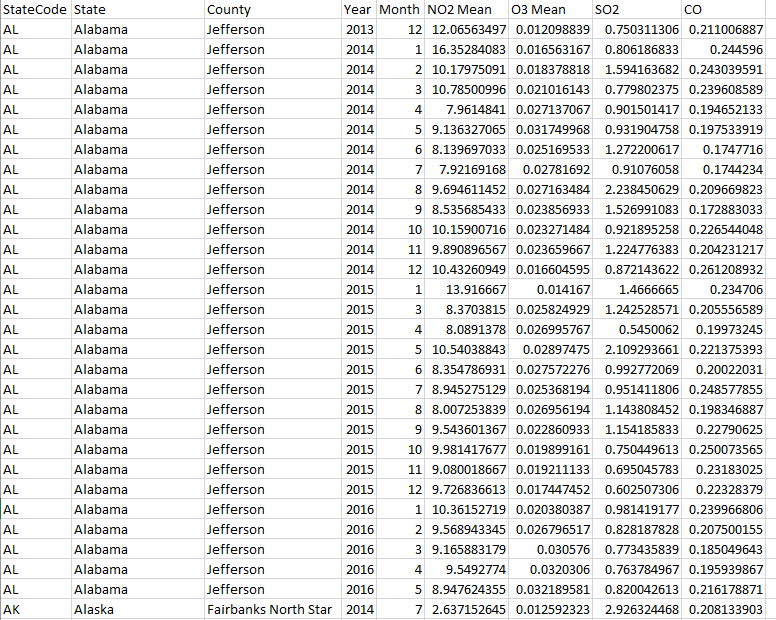 StateCode State County Year Month NO2 Mean O3 Mean SO2 CO
AL Alabama Jefferson 2013 12 12.06563497 0.012098839 0.750311306 0.211006887
AL Alabama Jefferson 2014 1 16.35284083 0.016563167 0.806186833 0.244596
AL Alabama Jefferson 2014 2 10.17975091 0.018378818 1.594163682 0.243039591
AL Alabama Jefferson 2014 3 10.78500996 0.021016143 0.779802375 0.239608589
AL Alabama Jefferson 2014 4 7.9614841 0.027137067 0.901501417 0.194652133
AL Alabama Jefferson 2014 5 9.136327065 0.031749968 0.931904758 0.197533919
AL Alabama Jefferson 2014 6 8.139697033 0.025169533 1.272200617 0.1747716
AL Alabama Jefferson 2014 7 7.92169168 0.02781692 0.91076058 0.1744234
AL Alabama Jefferson 2014 8 9.694611452 0.027163484 2.238450629 0.209669823
AL Alabama Jefferson 2014 9 8.535685433 0.023856933 1.526991083 0.172883033
AL Alabama Jefferson 2014 10 10.15900716 0.023271484 0.921895258 0.226544048
AL Alabama Jefferson 2014 11 9.890896567 0.023659667 1.224776383 0.204231217
AL Alabama Jefferson 2014 12 10.43260949 0.016604595 0.872143622 0.261208932
AL Alabama Jefferson 2015 1 13.916667 0.014167 1.4666665 0.234706
AL Alabama Jefferson 2015 3 8.3703815 0.025824929 1.242528571 0.205556589
AL Alabama Jefferson 2015 4 8.0891378 0.026995767 0.5450062 0.19973245
AL Alabama Jefferson 2015 5 10.54038843 0.02897475 2.109293661 0.221375393
AL Alabama Jefferson 2015 6 8.354786931 0.027572276 0.992772069 0.20022031
AL Alabama Jefferson 2015 7 8.945275129 0.025368194 0.951411806 0.248577855
AL Alabama Jefferson 2015 8 8.007253839 0.026956194 1.143808452 0.198346887
AL Alabama Jefferson 2015 9 9.543601367 0.022860933 1.154185833 0.22790625
AL Alabama Jefferson 2015 10 9.981417677 0.019899161 0.750449613 0.250073565
AL Alabama Jefferson 2015 11 9.080018667 0.019211133 0.695045783 0.23183025
AL Alabama Jefferson 2015 12 9.726836613 0.017447452 0.602507306 0.22328379
AL Alabama Jefferson 2016 1 10.36152719 0.020380387 0.981419177 0.239966806
AL Alabama Jefferson 2016 2 9.568943345 0.026796517 0.828187828 0.207500155
AL Alabama Jefferson 2016 3 9.165883179 0.030576 0.773435839 0.185049643
AL Alabama Jefferson 2016 4 9.5492774 0.0320306 0.763784967 0.195939867
AL Alabama Jefferson 2016 5 8.947624355 0.032189581 0.820042613 0.216178871
AK Alaska Fairbanks North Star 2014 7 2.637152645 0.012592323 2.926324468 0.208133903